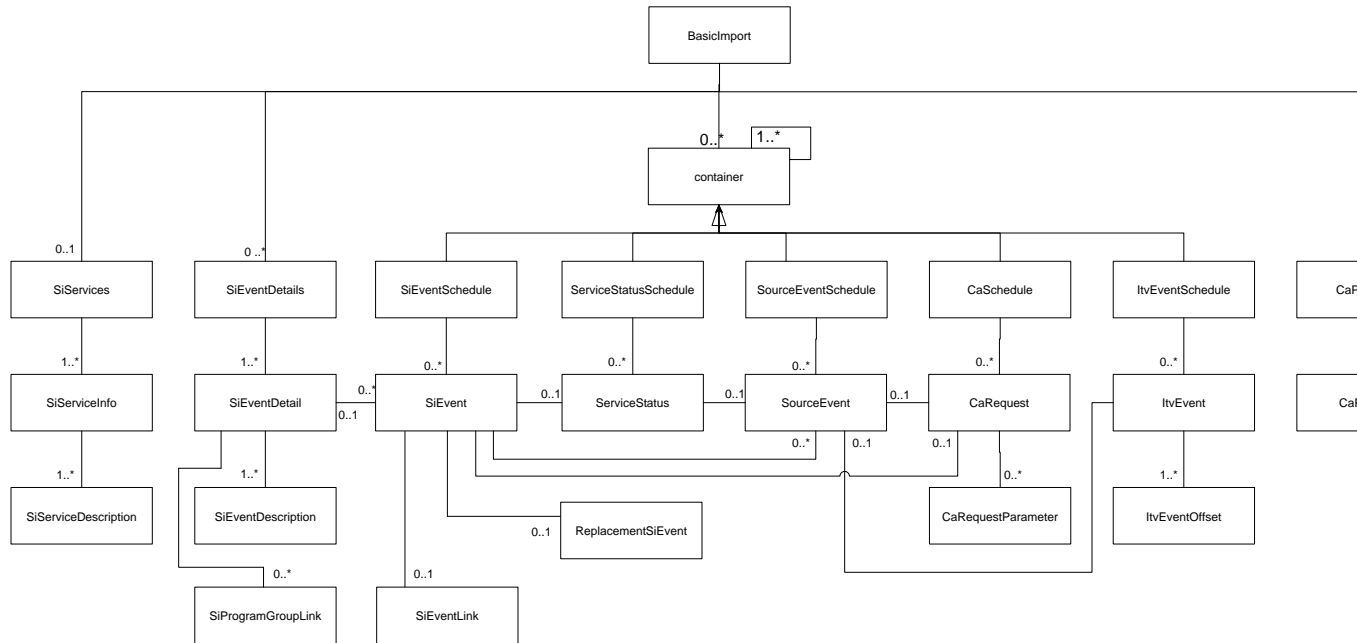 BasicImport
0..*
1..*
container
0..1
0 ..*
SiServices
SiEventDetails
SiEventSchedule
ServiceStatusSchedule
SourceEventSchedule
CaSchedule
ItvEventSchedule
CaP
1..*
1..*
0..*
0..*
0..*
0..*
0..*
SiServiceInfo
SiEventDetail
0..*
0..1
SiEvent
0..1
ServiceStatus
0..1
SourceEvent
0..1
CaRequest
ItvEvent
0..*
0..1
0..1
1..*
1..*
0..*
1..*
SiServiceDescription
SiEventDescription
0..1
ReplacementSiEvent
CaRequestParameter
ItvEventOffset
0..*
0..1
SiProgramGroupLink
SiEventLink